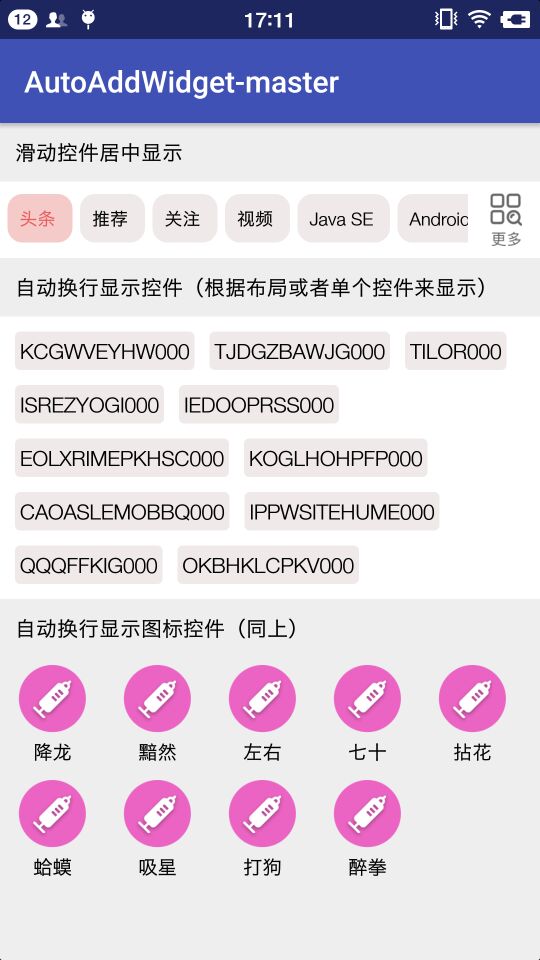 12 17:11
AutoAddWidget-master
滑动控件居中显示
头条 推荐 关注 视频 Java SE Android
更多
自动换行显示控件（根据布局或者单个控件来显示）
KCGWVEYHW000 TJDGZBAWJG000 TILOR000
ISREZYOGI000 IEDOOPRSS000
EOLXRIMEPKHSC000 KOGLHOHPFP000
CAOASLEMOBBQ000 IPPWSITEHUME000
QQQFFKIG000 OKBHKLCPKV000
自动换行显示图标控件（同上）
降龙 黯然 左右 七十 拈花
蛤蟆 吸星 打狗 醉拳